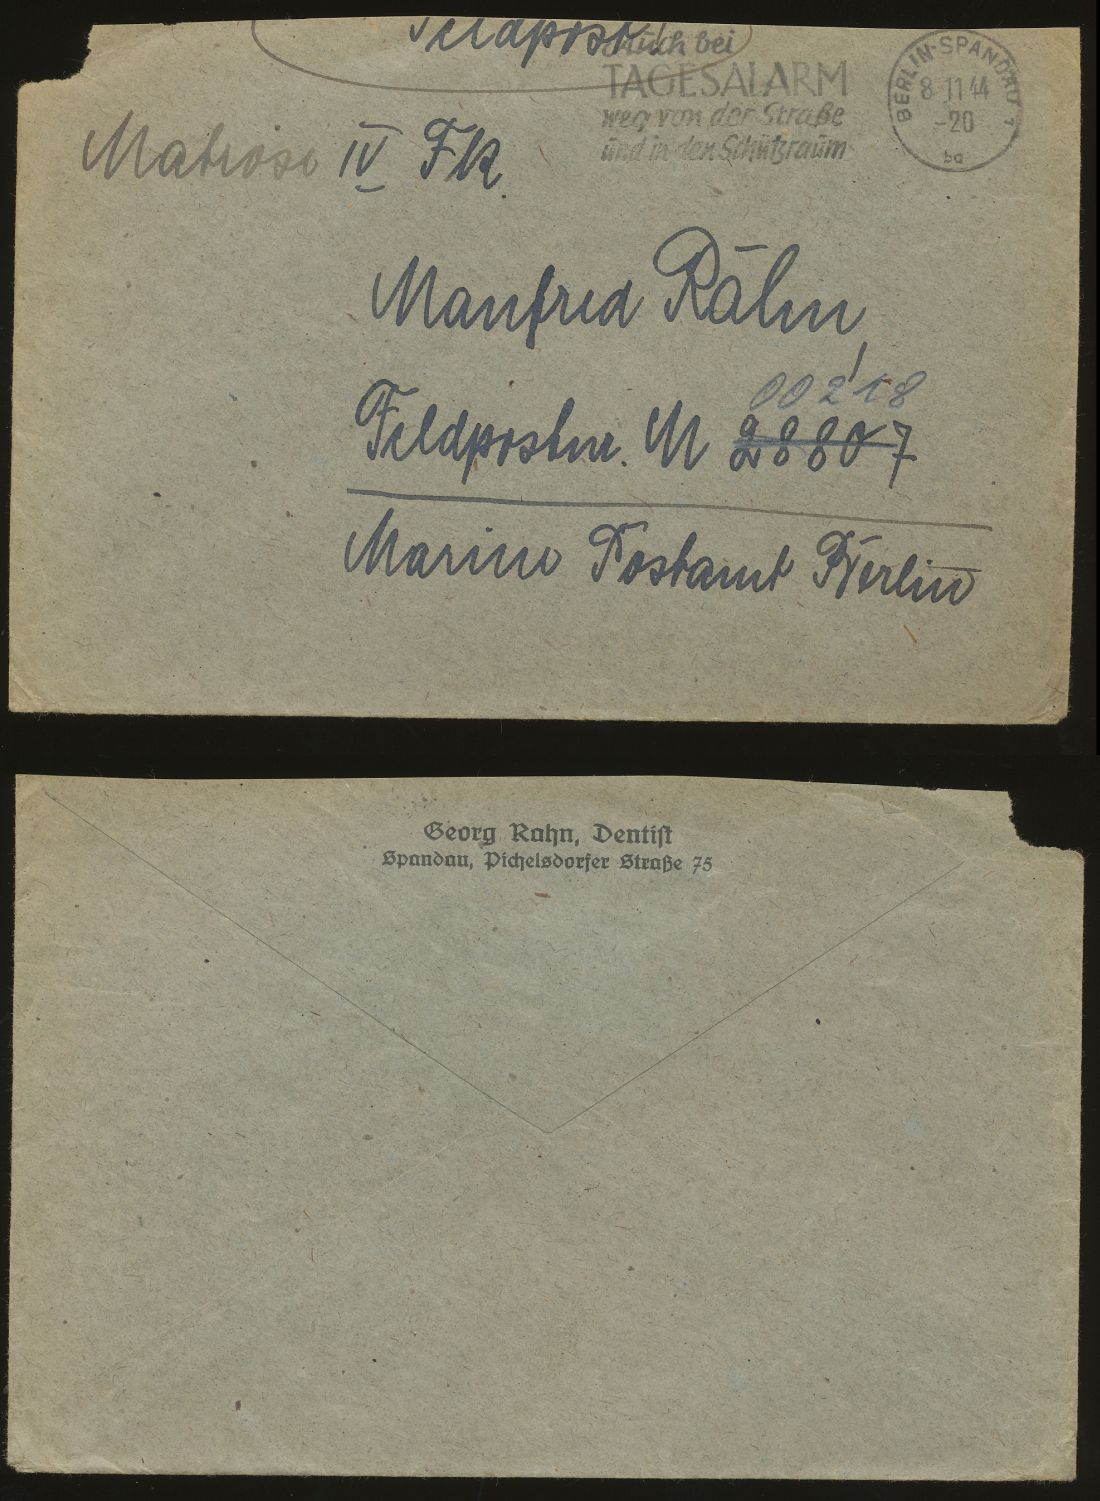 Feldpost!
Auch bei
TAGESALARM
weg von der Straße
und in den Schutzraum
BERLIN-SPANDAU 1
8 11 44
-20
ba
Matrose IV FK.
Manfred Rahn,
00218
Feldpostnr. M 28807
Marine Postamt Berlin
Georg Rahn, Dentist
Spandau, Pichelsdorfer Straße 75